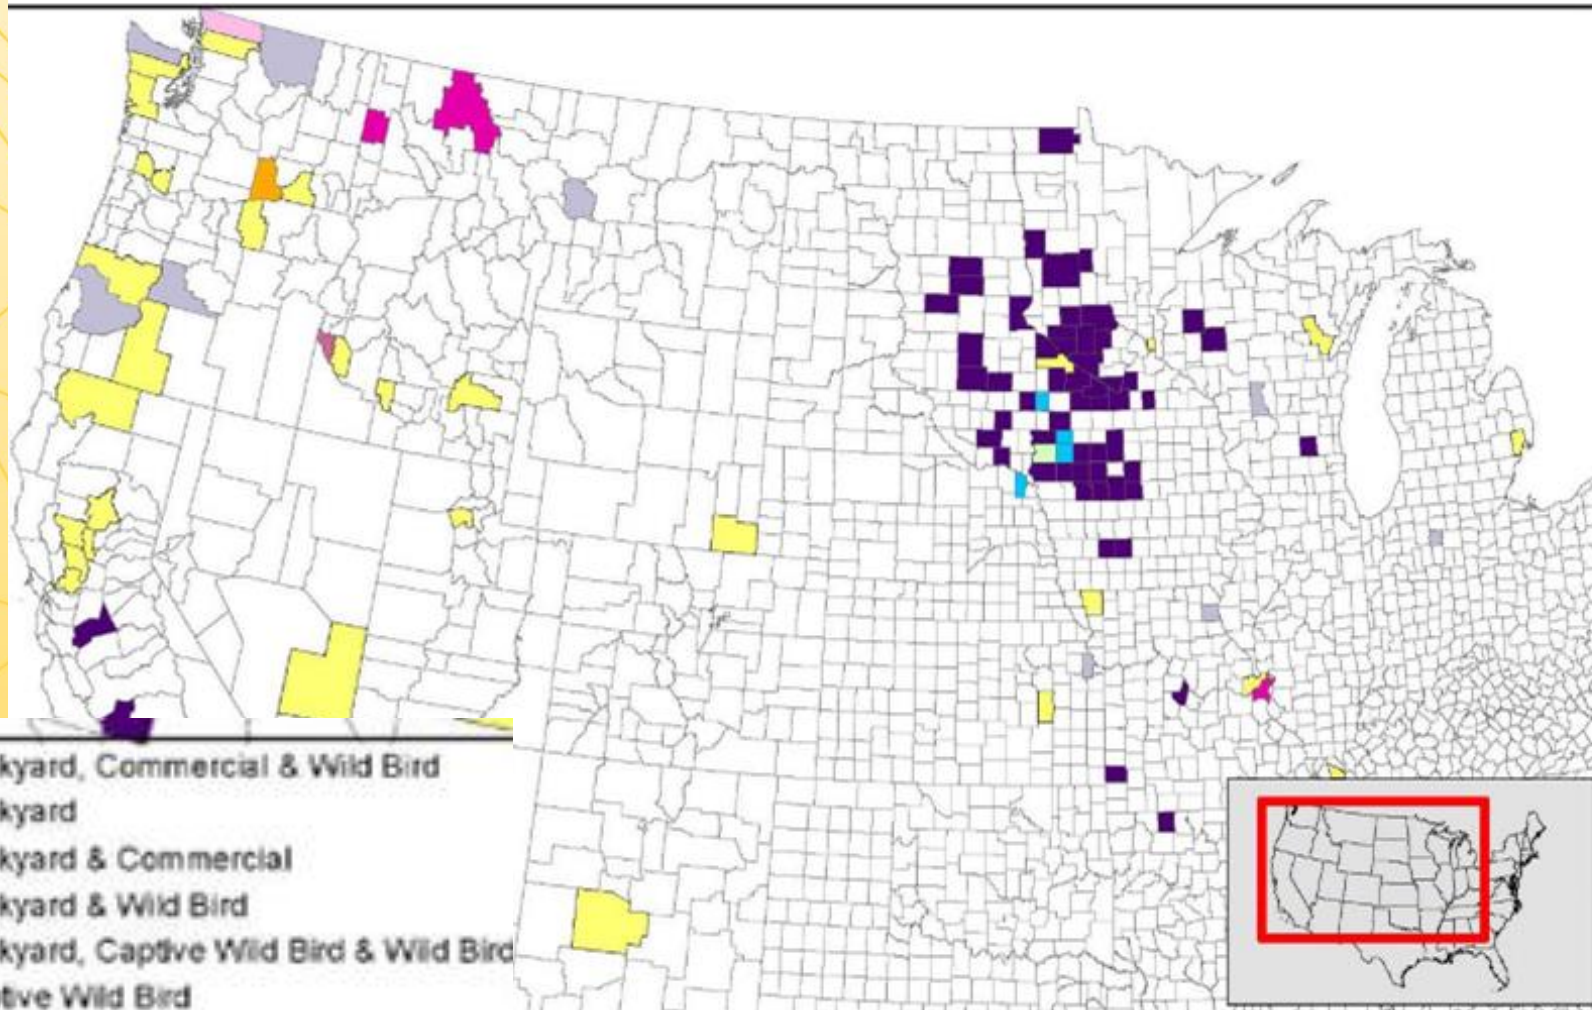 kyard, Commercial & Wild Bird
kyard
kyard & Commercial
kyard & Wild Bird
kyard, Captive Wild Bird & Wild Bird
tive Wild Bird